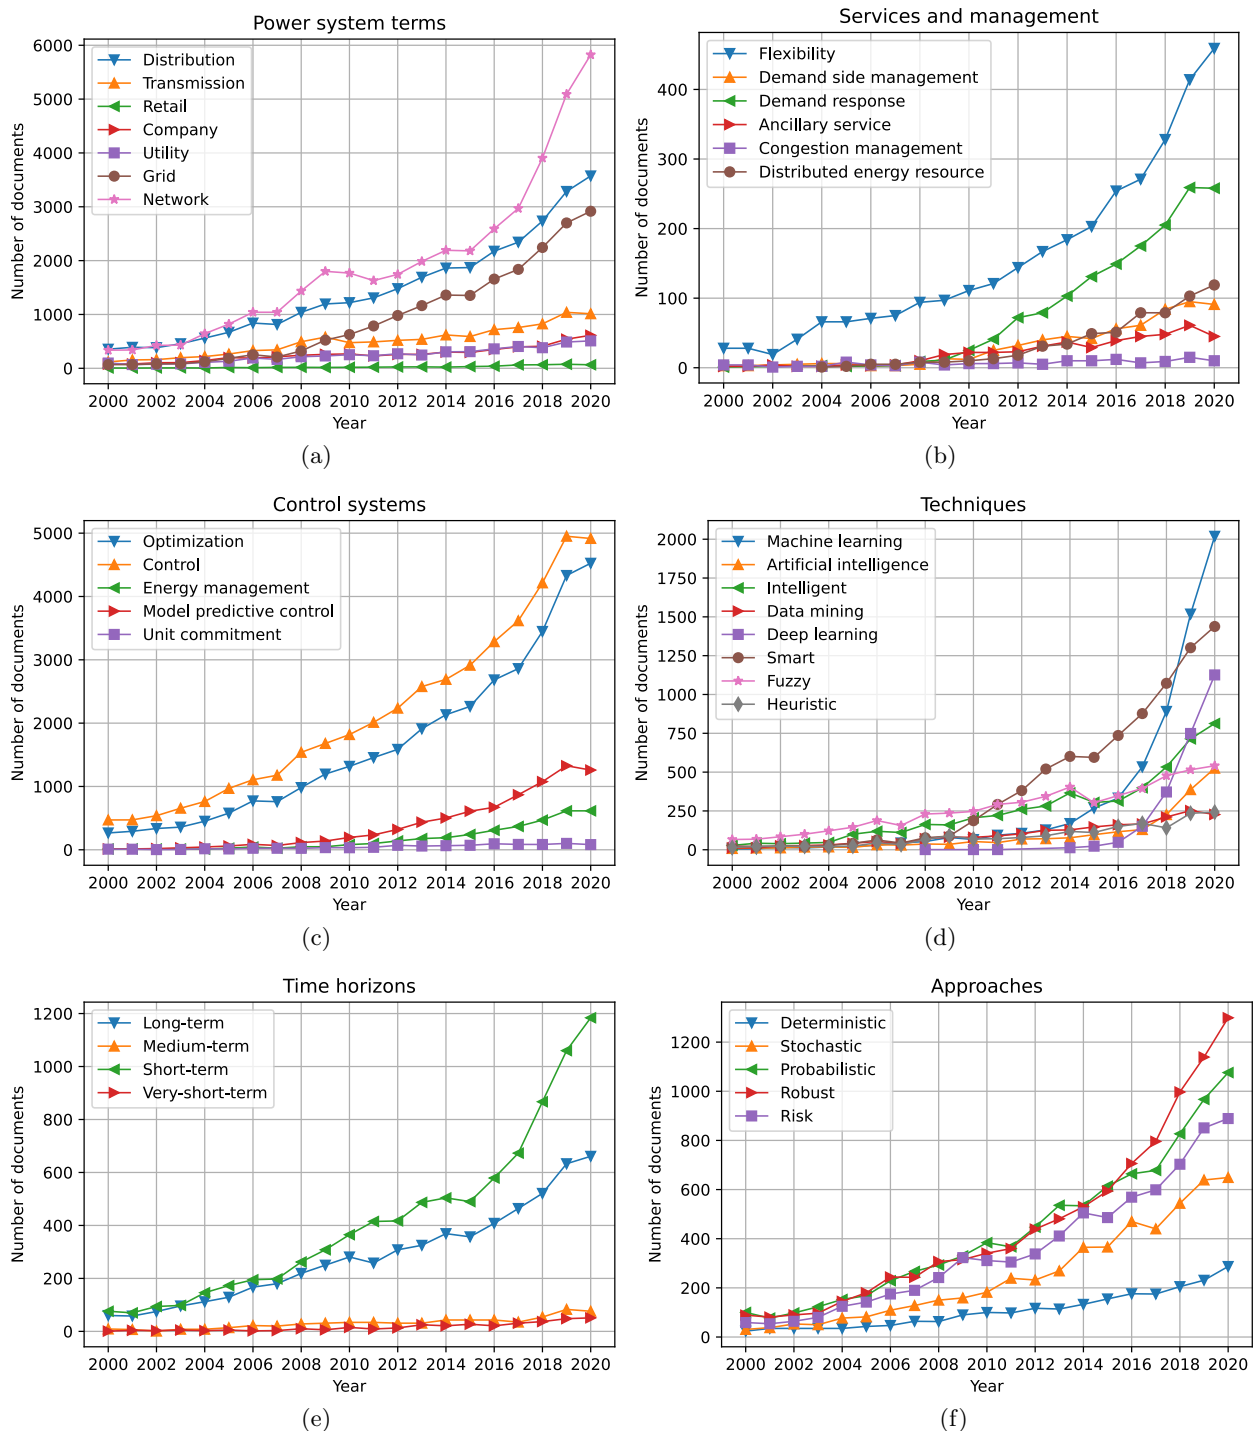 Power system terms
Number of documents
6000
5000
4000
3000
2000
1000
0
Distribution
Transmission
Retail
Company
Utility
Grid
Network
2000 2002 2004 2006 2008 2010 2012 2014 2016 2018 2020
Year
(a)
Services and management
Number of documents
400
300
200
100
0
Flexibility
Demand side management
Demand response
Ancillary service
Congestion management
Distributed energy resource
2000 2002 2004 2006 2008 2010 2012 2014 2016 2018 2020
Year
(b)
Control systems
Number of documents
5000
4000
3000
2000
1000
0
Optimization
Control
Energy management
Model predictive control
Unit commitment
2000 2002 2004 2006 2008 2010 2012 2014 2016 2018 2020
Year
(c)
Techniques
Number of documents
2000
1750
1500
1250
1000
750
500
250
0
Machine learning
Artificial intelligence
Intelligent
Data mining
Deep learning
Smart
Fuzzy
Heuristic
2000 2002 2004 2006 2008 2010 2012 2014 2016 2018 2020
Year
(d)
Time horizons
Number of documents
1200
1000
800
600
400
200
0
Long-term
Medium-term
Short-term
Very-short-term
2000 2002 2004 2006 2008 2010 2012 2014 2016 2018 2020
Year
(e)
Approaches
Number of documents
1200
1000
800
600
400
200
0
Deterministic
Stochastic
Probabilistic
Robust
Risk
2000 2002 2004 2006 2008 2010 2012 2014 2016 2018 2020
Year
(f)